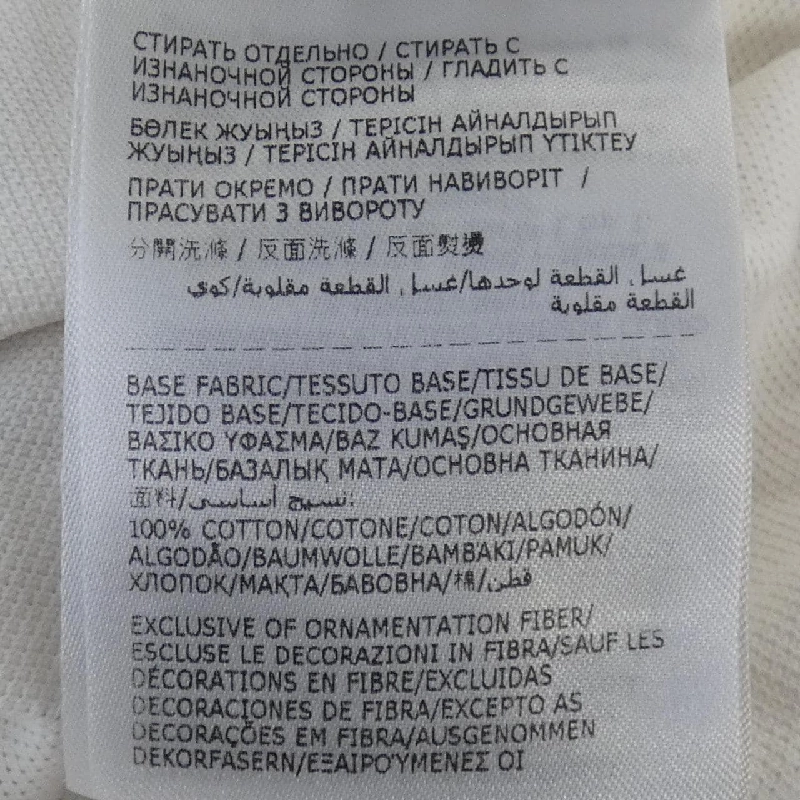 СТИРАТЬ ОТДЕЛЬНО / СТИРАТЬ С
ИЗНАНОЧНОЙ СТОРОНЫ / ГЛАДИТЬ С
ИЗНАНОЧНОЙ СТОРОНЫ
БӨЛЕК ЖУЫҢЫЗ / ТЕРІСІН АЙНАЛДЫРЫП
ЖУЫҢЫЗ / ТЕРІСІН АЙНАЛДЫРЫП ҮТІКТЕУ
ПРАТИ ОКРЕМО / ПРАТИ НАВИВОРІТ /
ПРАСУВАТИ З ВИВОРОТУ
分開洗滌 / 反面洗滌 / 反面熨燙
غسل القطعة لوحدها/غسل القطعة مقلوبة/كوي
القطعة مقلوبة
BASE FABRIC/TESSUTO BASE/TISSU DE BASE/
TEJIDO BASE/TECIDO-BASE/GRUNDGEWEBE/
ΒΑΣΙΚΟ ΥΦΑΣΜΑ/BAZ KUMAŞ/ОСНОВНАЯ
ТКАНЬ/БАЗАЛЫҚ МАТА/ОСНОВНА ТКАНИНА/
面料/نسيج أساسي:
100% COTTON/COTONE/COTON/ALGODÓN/
ALGODÃO/BAUMWOLLE/ΒΑΜΒΑΚΙ/PAMUK/
ХЛОПОК/МАҚТА/БАВОВНА/棉/قطن
EXCLUSIVE OF ORNAMENTATION FIBER/
ESCLUSE LE DECORAZIONI IN FIBRA/SAUF LES
DÉCORATIONS EN FIBRE/EXCLUIDAS
DECORACIONES DE FIBRA/EXCEPTO AS
DECORAÇÕES EM FIBRA/AUSGENOMMEN
DEKORFASERN/ΕΞΑΙΡΟΎΜΕΝΕΣ ΟΙ